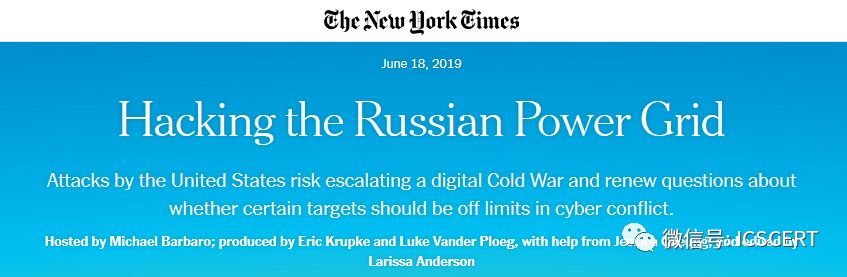 The New York Times
June 18, 2019
Hacking the Russian Power Grid
Attacks by the United States risk escalating a digital Cold War and renew questions about
whether certain targets should be off limits in cyber conflict.
Hosted by Michael Barbaro; produced by Eric Krupke and Luke Vander Ploeg, with help from and edited by
Larissa Anderson
微信号: ICSCERT